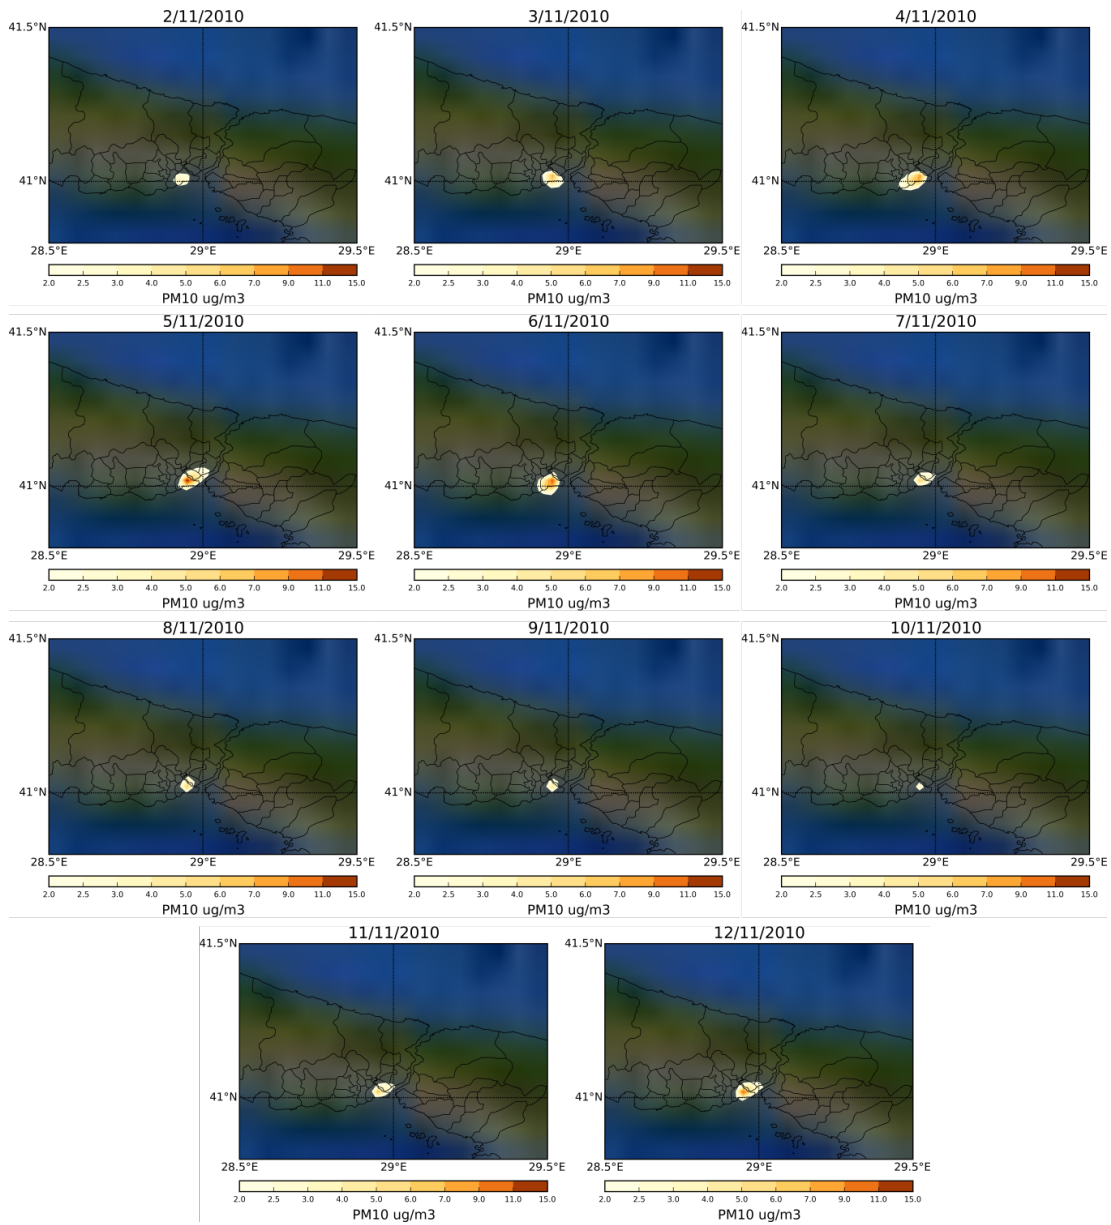 2/11/2010 3/11/2010 4/11/2010
41.5°N 41.5°N 41.5°N
41°N 41°N 41°N
28.5°E 29°E 29.5°E 28.5°E 29°E 29.5°E 28.5°E 29°E 29.5°E
2.0 2.5 3.0 4.0 5.0 6.0 7.0 9.0 11.0 15.0 2.0 2.5 3.0 4.0 5.0 6.0 7.0 9.0 11.0 15.0 2.0 2.5 3.0 4.0 5.0 6.0 7.0 9.0 11.0 15.0
PM10 ug/m3 PM10 ug/m3 PM10 ug/m3
5/11/2010 6/11/2010 7/11/2010
41.5°N 41.5°N 41.5°N
41°N 41°N 41°N
28.5°E 29°E 29.5°E 28.5°E 29°E 29.5°E 28.5°E 29°E 29.5°E
2.0 2.5 3.0 4.0 5.0 6.0 7.0 9.0 11.0 15.0 2.0 2.5 3.0 4.0 5.0 6.0 7.0 9.0 11.0 15.0 2.0 2.5 3.0 4.0 5.0 6.0 7.0 9.0 11.0 15.0
PM10 ug/m3 PM10 ug/m3 PM10 ug/m3
8/11/2010 9/11/2010 10/11/2010
41.5°N 41.5°N 41.5°N
41°N 41°N 41°N
28.5°E 29°E 29.5°E 28.5°E 29°E 29.5°E 28.5°E 29°E 29.5°E
2.0 2.5 3.0 4.0 5.0 6.0 7.0 9.0 11.0 15.0 2.0 2.5 3.0 4.0 5.0 6.0 7.0 9.0 11.0 15.0 2.0 2.5 3.0 4.0 5.0 6.0 7.0 9.0 11.0 15.0
PM10 ug/m3 PM10 ug/m3 PM10 ug/m3
11/11/2010 12/11/2010
41.5°N 41.5°N
41°N 41°N
28.5°E 29°E 29.5°E 28.5°E 29°E 29.5°E
2.0 2.5 3.0 4.0 5.0 6.0 7.0 9.0 11.0 15.0 2.0 2.5 3.0 4.0 5.0 6.0 7.0 9.0 11.0 15.0
PM10 ug/m3 PM10 ug/m3